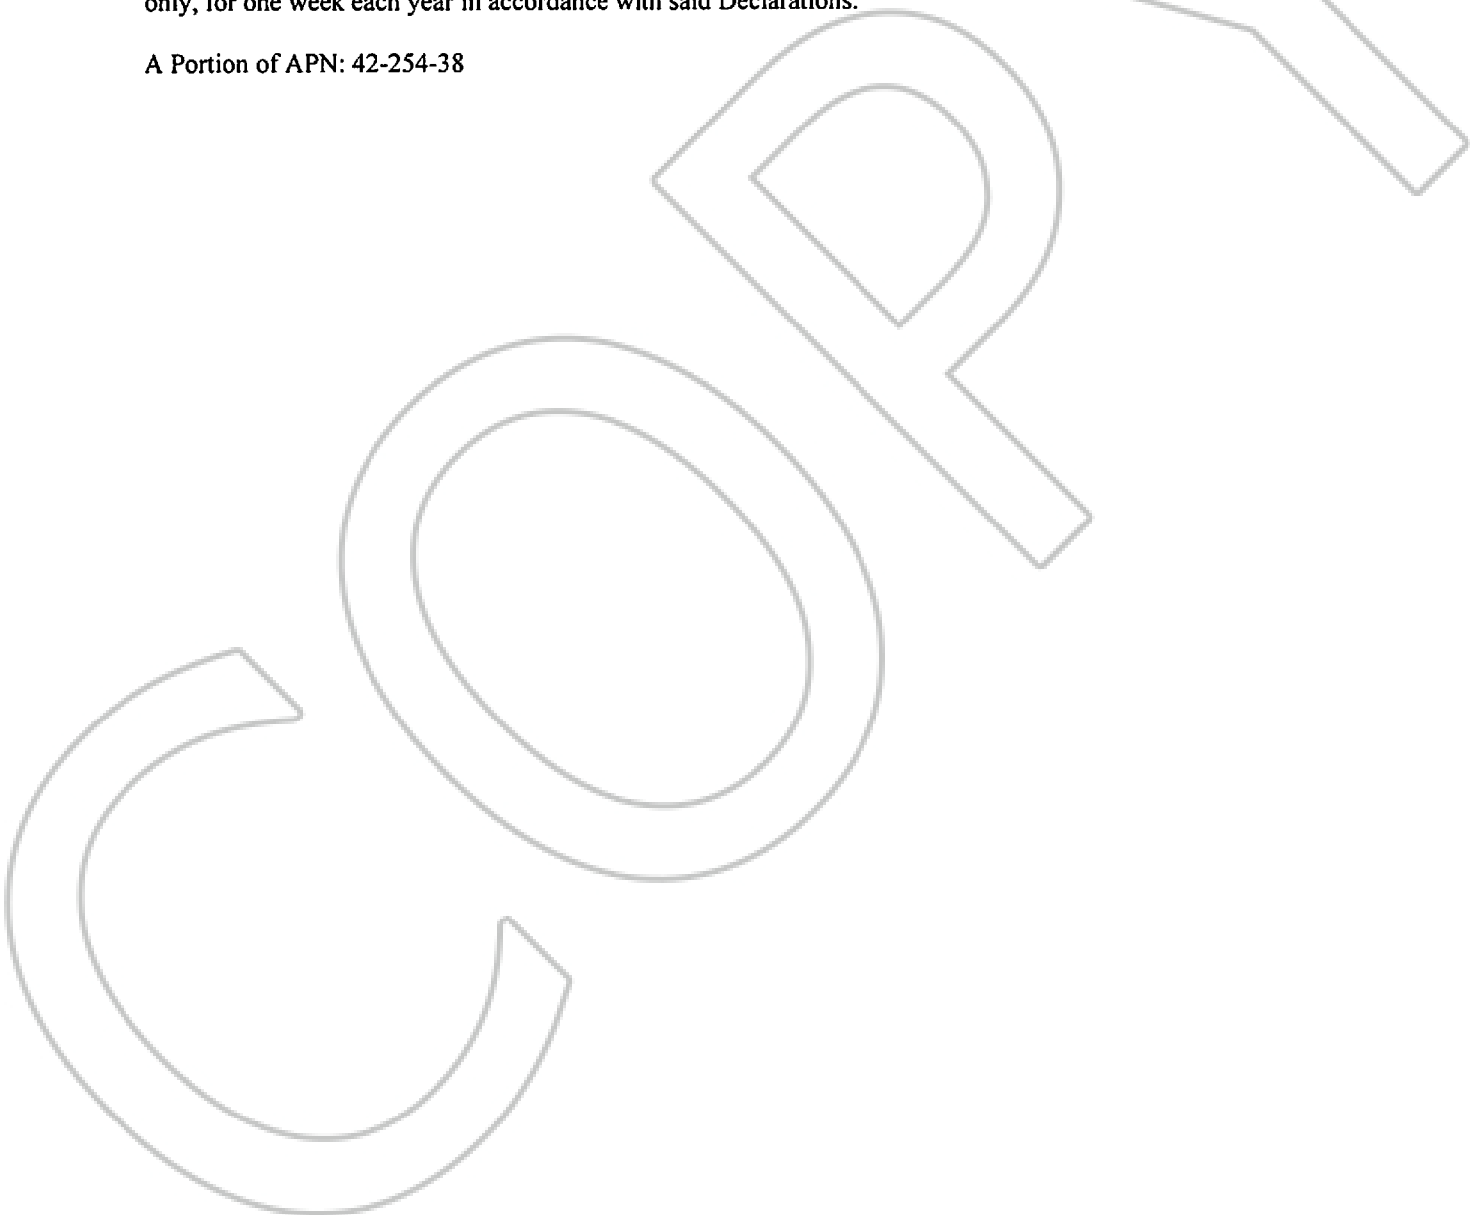 only, for one week each year in accordance with said Declarations.
A Portion of APN: 42-254-38
COPY